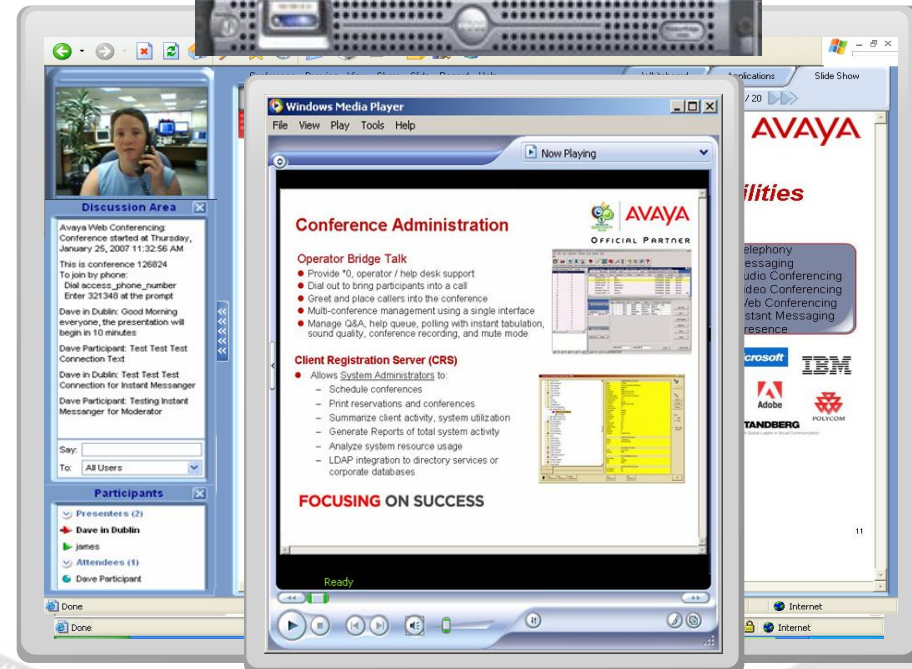 Conference Drawing View Share Slide Record Help
Whiteboard
Applications
Slide Show
/ 20
Discussion Area
Avaya Web Conferencing:
Conference started at Thursday,
January 25, 2007 11:32:56 AM
This is conference 126824
To join by phone:
Dial access_phone_number
Enter 321348 at the prompt
Dave in Dublin: Good Morning
everyone, the presentation will
begin in 10 minutes
Dave Participant: Test Test Test
Connection Text
Dave in Dublin: Test Test Test
Connection for Instant Messanger
Dave Participant: Testing Instant
Messanger for Moderator
Say:
To: All Users
Participants
Presenters (2)
Dave in Dublin
james
Attendees (1)
Dave Participant
Done
Done
Windows Media Player
File View Play Tools Help
Now Playing
Conference Administration
AVAYA
OFFICIAL PARTNER
Operator Bridge Talk
• Provide *0, operator / help desk support
• Dial out to bring participants into a call
• Greet and place callers into the conference
• Multi-conference management using a single interface
• Manage Q&A, help queue, polling with instant tabulation,
sound quality, conference recording, and mute mode
Client Registration Server (CRS)
• Allows System Administrators to:
– Schedule conferences
– Print reservations and conferences
– Summarize client activity, system utilization
– Generate Reports of total system activity
– Analyze system resource usage
– LDAP integration to directory services or
corporate databases
FOCUSING ON SUCCESS
Ready
AVAYA
ilities
elephony
essaging
udio Conferencing
ideo Conferencing
eb Conferencing
stant Messaging
resence
crosoft
IBM
Adobe
POLYCOM
TANDBERG
11
Internet
Internet